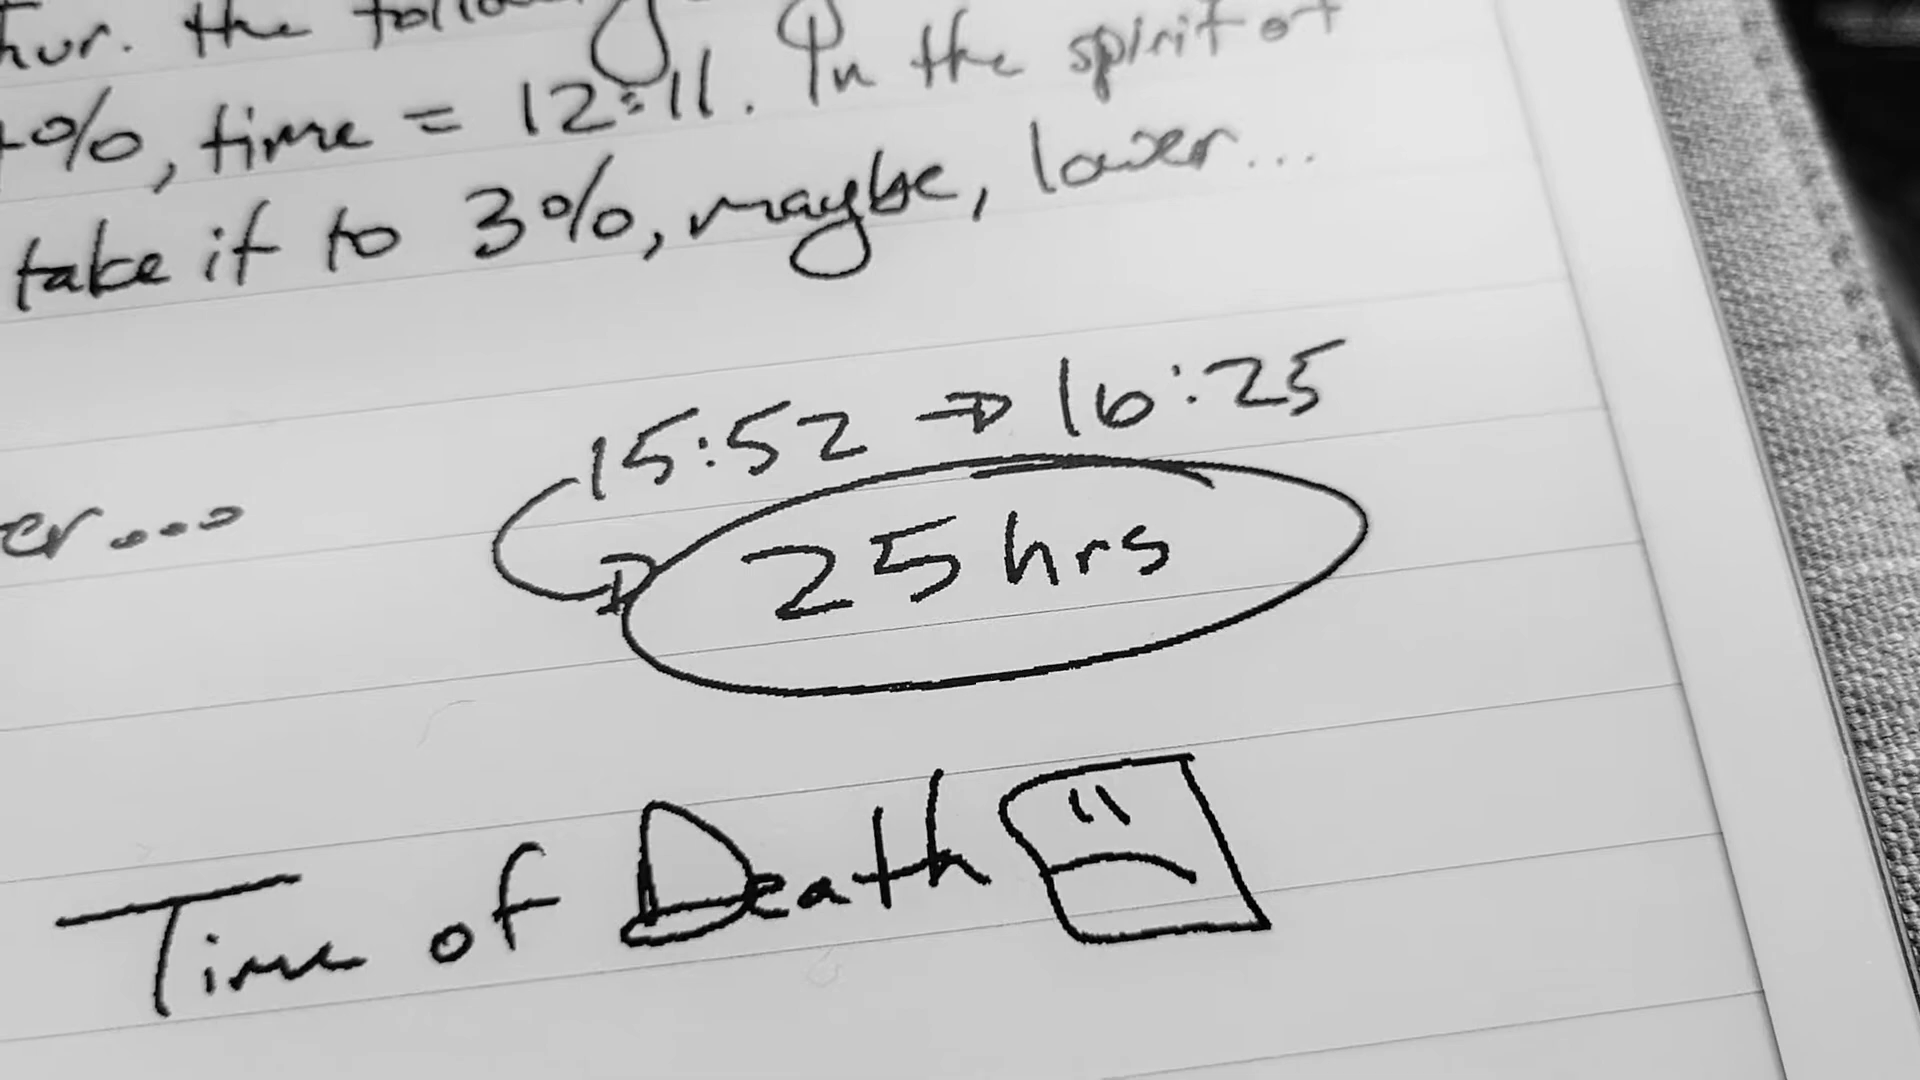 hur. the following
%, time = 12:11. In the spirit of
take it to 3%, maybe, lower...
15:52 → 16:25
er...
25 hrs
Time of Death